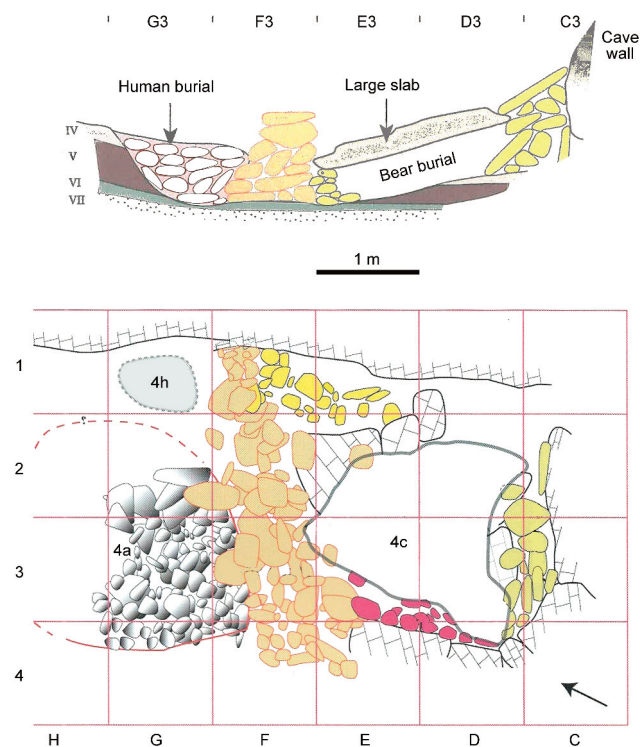 G3 F3 E3 D3 C3
Cave
wall
Human burial
Large slab
IV
V
Bear burial
VI
VII
1 m
1
4h
2
4a
4c
3
4
H G F E D C